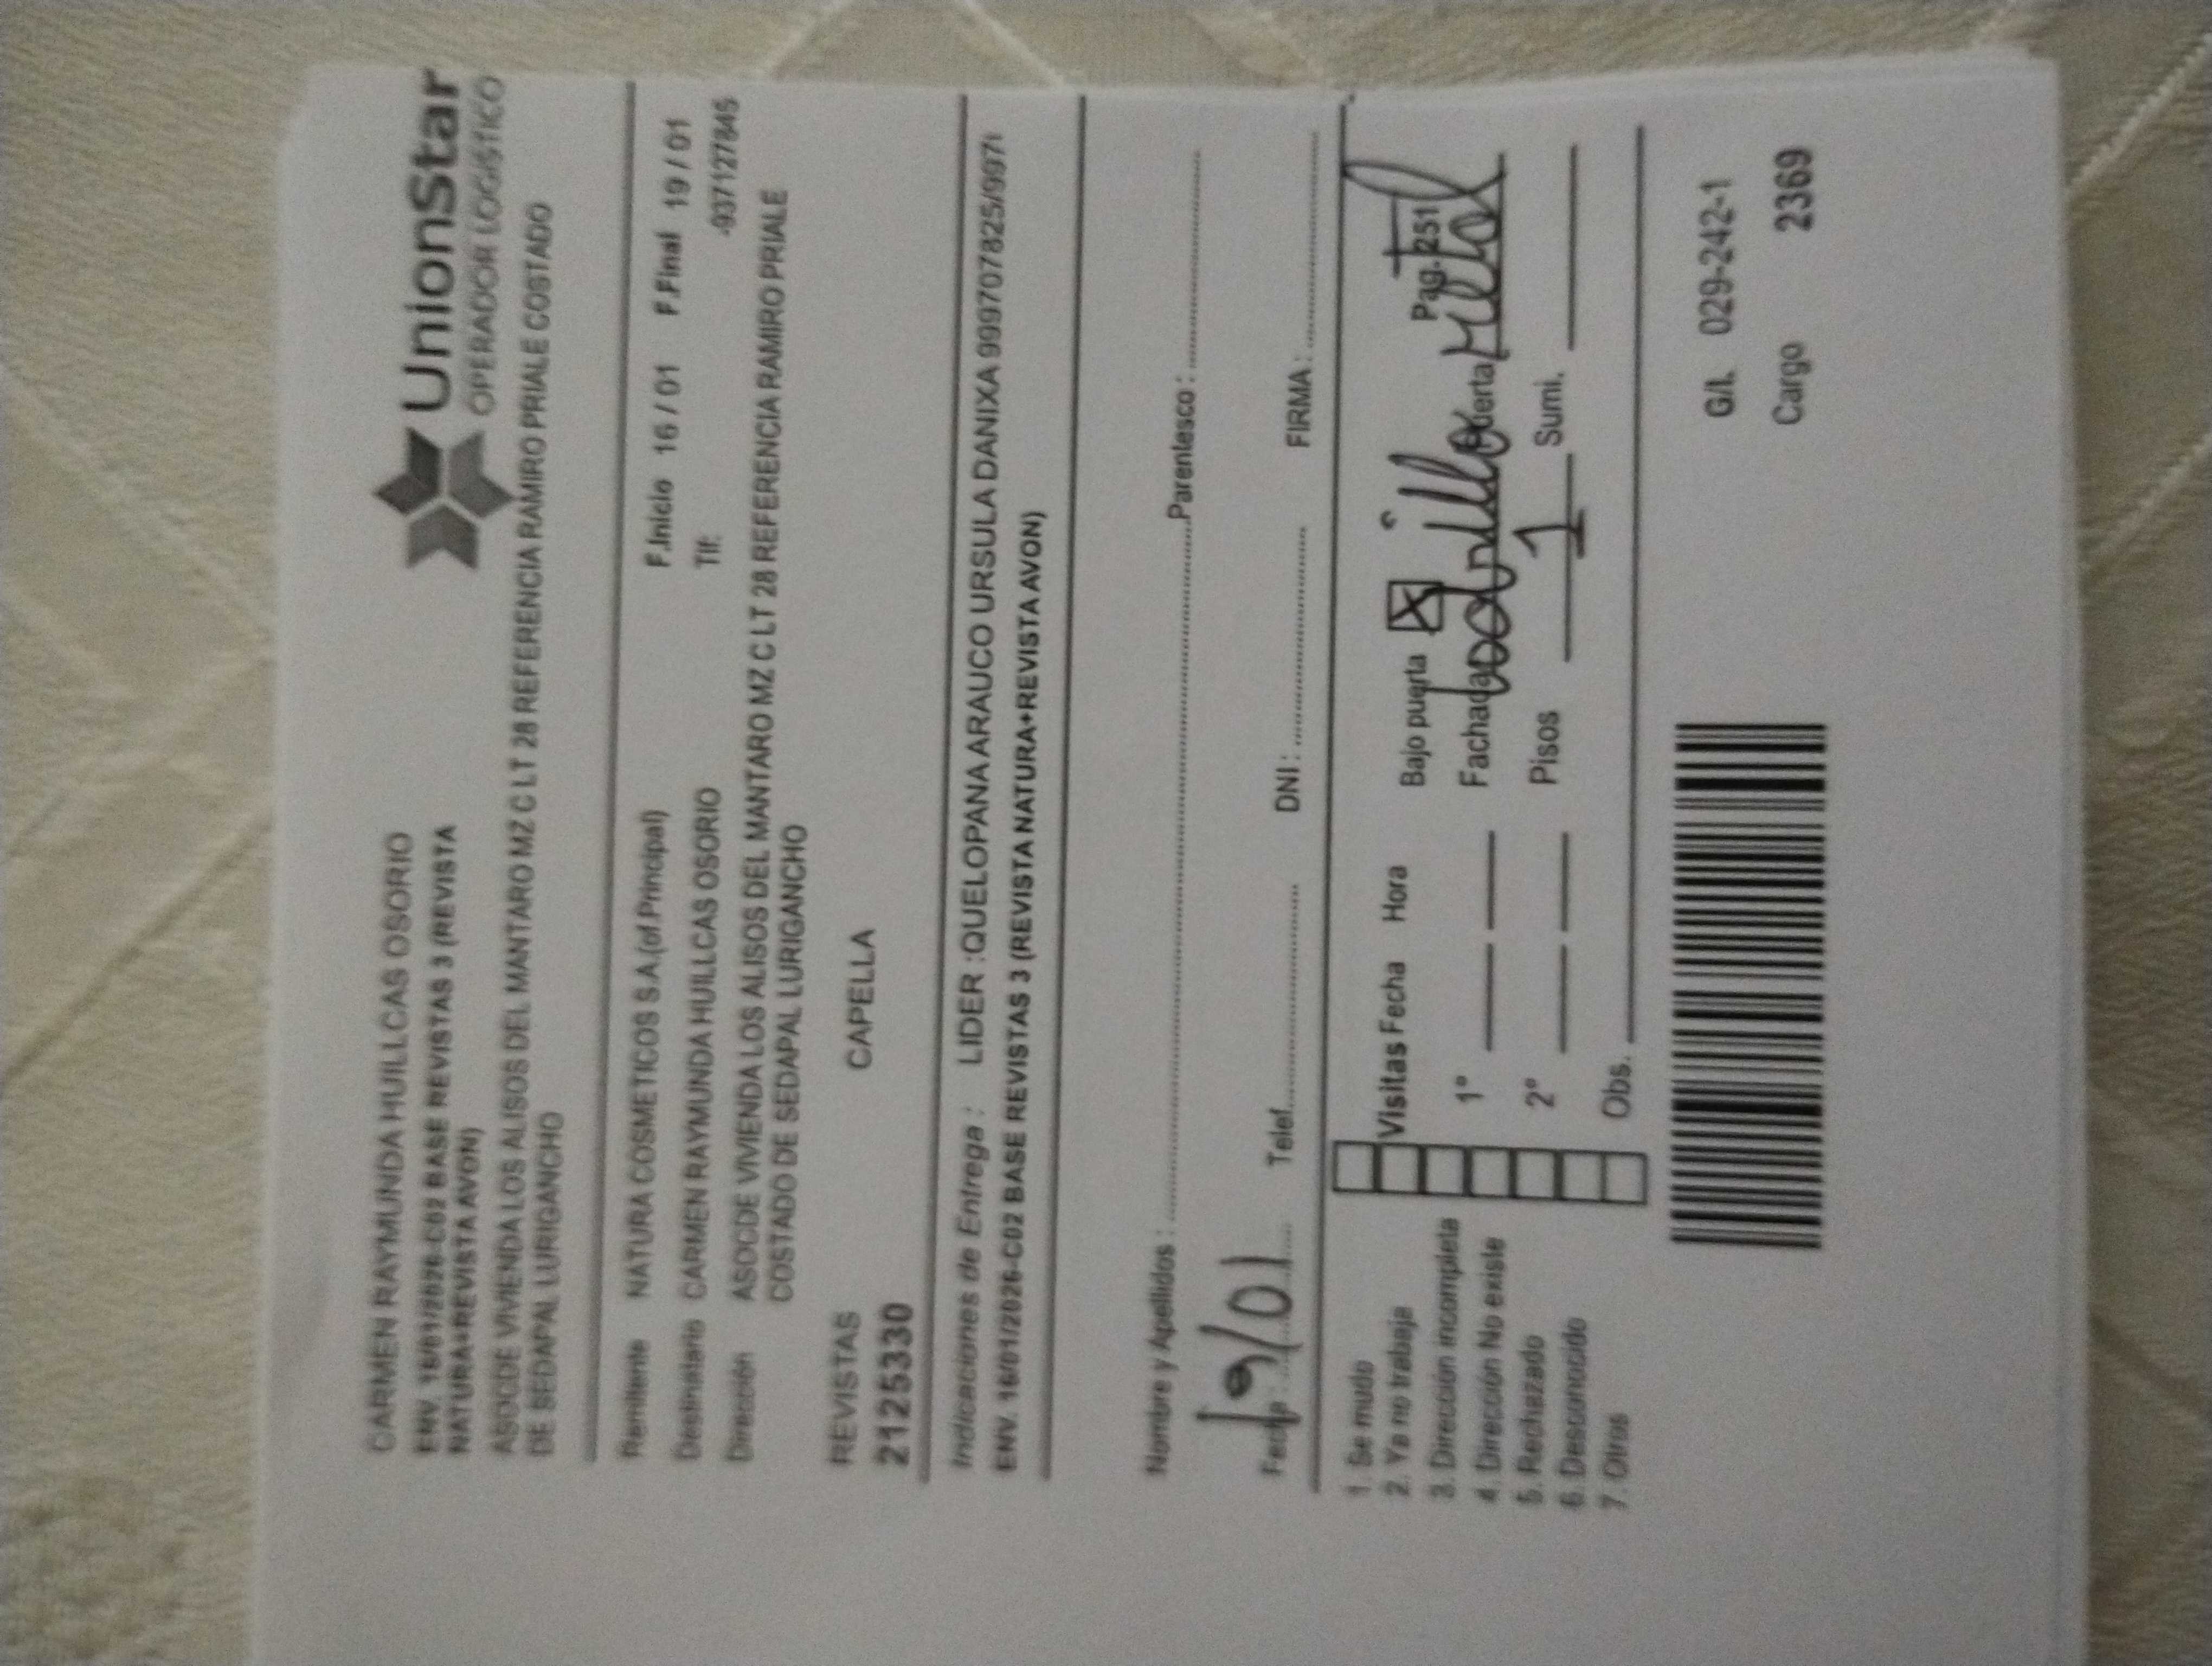 CARMEN RAYMUNDA HUILLCAS OSORIO
UnionStar
OPERADOR LOGÍSTICO
ENV. 16/01/2026-C02 BASE REVISTAS 3 (REVISTA
NATURA+REVISTA AVON)
ASOCDE VIVIENDA LOS ALISOS DEL MANTARO MZ C LT 28 REFERENCIA RAMIRO PRIALE COSTADO
DE SEDAPAL LURIGANCHO
Remitente NATURA COSMETICOS S.A.(of.Principal) F.Inicio 16 / 01 F.Final 19 / 01
Destinatario CARMEN RAYMUNDA HUILLCAS OSORIO Tlf: -937127845
Dirección ASOCDE VIVIENDA LOS ALISOS DEL MANTARO MZ C LT 28 REFERENCIA RAMIRO PRIALE
COSTADO DE SEDAPAL LURIGANCHO
REVISTAS CAPELLA
2125330
Indicaciones de Entrega : LIDER :QUELOPANA ARAUCO URSULA DANIXA 999707825/9971
ENV. 16/01/2026-C02 BASE REVISTAS 3 (REVISTA NATURA+REVISTA AVON)
Nombre y Apellidos : Parentesco :
Fecha : 19/01 Telef. DNI : FIRMA :
1. Se mudo
2. Ya no trabaja
3. Dirección incompleta
4. Dirección No existe
5. Rechazado
6. Desconocido
7. Otros
Visitas Fecha Hora Bajo puerta X Pag. 251
1° Fachada ladrillo Puerta Metal
2° Pisos 1 Sumi.
Obs.
G/L 029-242-1
Cargo 2369